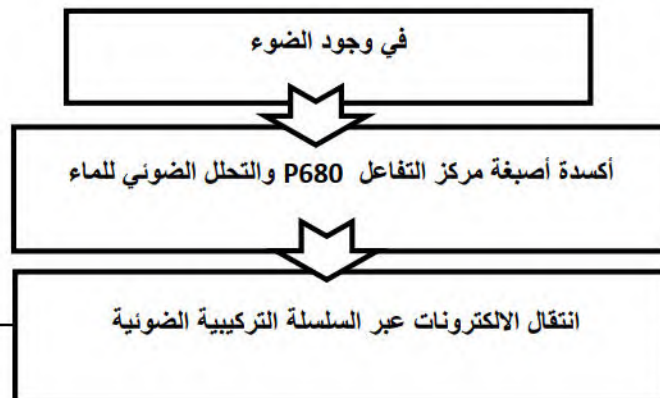 في وجود الضوء
أكسدة أصبغة مركز التفاعل P680 والتحلل الضوئي للماء
انتقال الالكترونات عبر السلسلة التركيبية الضوئية